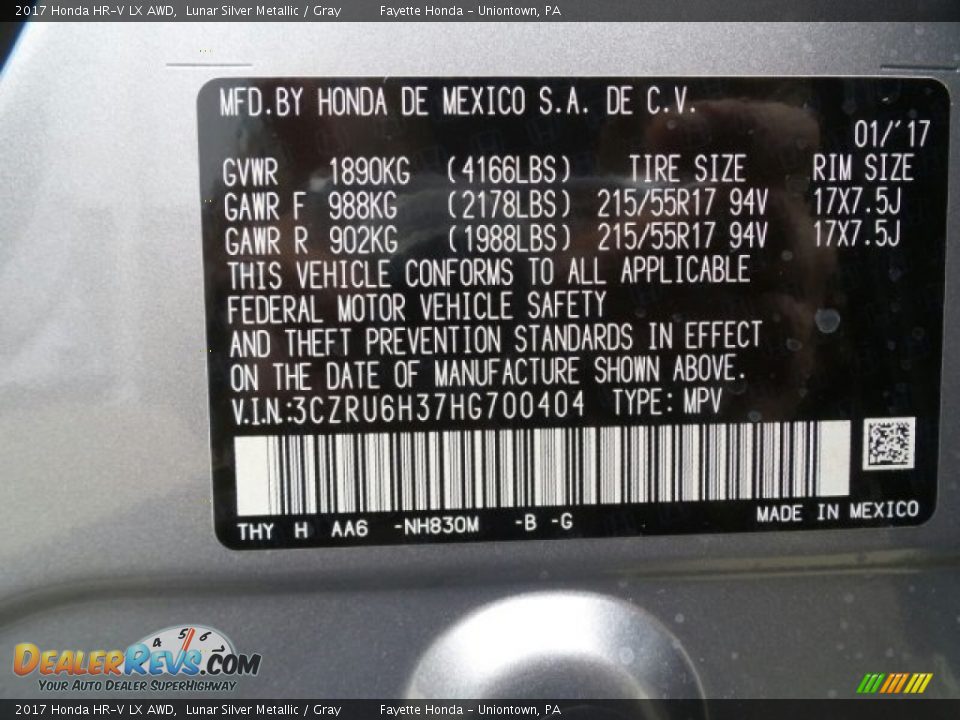 2017 Honda HR-V LX AWD, Lunar Silver Metallic / Gray Fayette Honda - Uniontown, PA
MFD.BY HONDA DE MEXICO S.A. DE C.V.
01/'17
GVWR 1890KG (4166LBS) TIRE SIZE RIM SIZE
GAWR F 988KG (2178LBS) 215/55R17 94V 17X7.5J
GAWR R 902KG (1988LBS) 215/55R17 94V 17X7.5J
THIS VEHICLE CONFORMS TO ALL APPLICABLE
FEDERAL MOTOR VEHICLE SAFETY
AND THEFT PREVENTION STANDARDS IN EFFECT
ON THE DATE OF MANUFACTURE SHOWN ABOVE.
V.I.N.:3CZRU6H37HG700404 TYPE: MPV
THY H AA6 -NH830M -B -G MADE IN MEXICO
4 5 6 7
DEALERREVS.COM
YOUR AUTO DEALER SUPERHIGHWAY
2017 Honda HR-V LX AWD, Lunar Silver Metallic / Gray Fayette Honda - Uniontown, PA